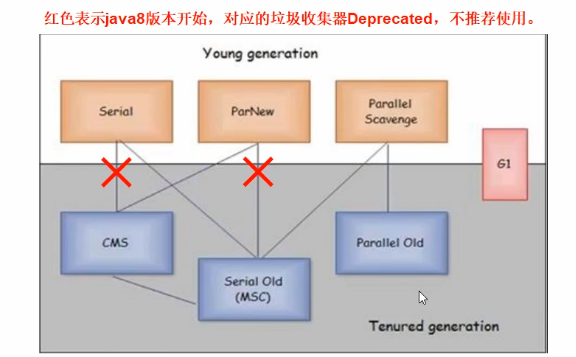 红色表示java8版本开始，对应的垃圾收集器Deprecated，不推荐使用。
Young generation
Serial
ParNew
Parallel
Scavenge
G1
CMS
Serial Old
(MSC)
Parallel Old
Tenured generation